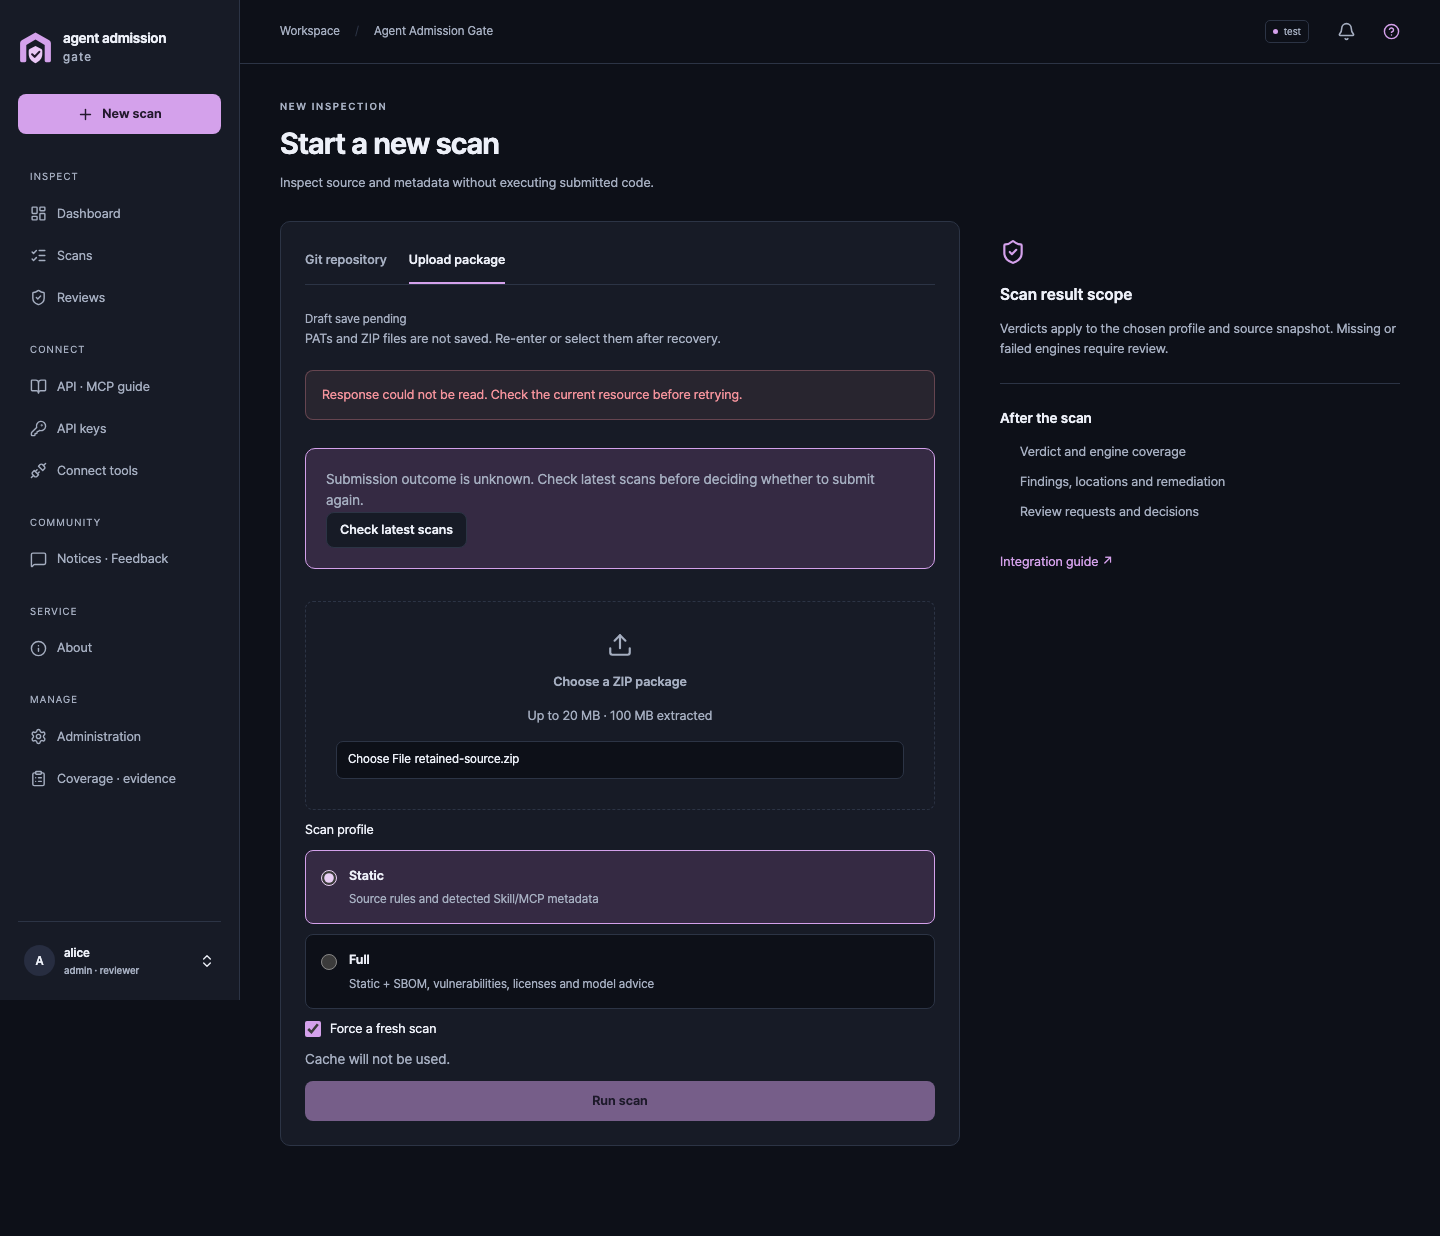 agent admission
gate
New scan
INSPECT
Dashboard
Scans
Reviews
CONNECT
API · MCP guide
API keys
Connect tools
COMMUNITY
Notices · Feedback
SERVICE
About
MANAGE
Administration
Coverage · evidence
A
alice
admin · reviewer
Workspace / Agent Admission Gate
test
NEW INSPECTION
Start a new scan
Inspect source and metadata without executing submitted code.
Git repository
Upload package
Draft save pending
PATs and ZIP files are not saved. Re-enter or select them after recovery.
Response could not be read. Check the current resource before retrying.
Submission outcome is unknown. Check latest scans before deciding whether to submit
again.
Check latest scans
Choose a ZIP package
Up to 20 MB · 100 MB extracted
Choose File retained-source.zip
Scan profile
Static
Source rules and detected Skill/MCP metadata
Full
Static + SBOM, vulnerabilities, licenses and model advice
Force a fresh scan
Cache will not be used.
Run scan
Scan result scope
Verdicts apply to the chosen profile and source snapshot. Missing or
failed engines require review.
After the scan
Verdict and engine coverage
Findings, locations and remediation
Review requests and decisions
Integration guide ↗